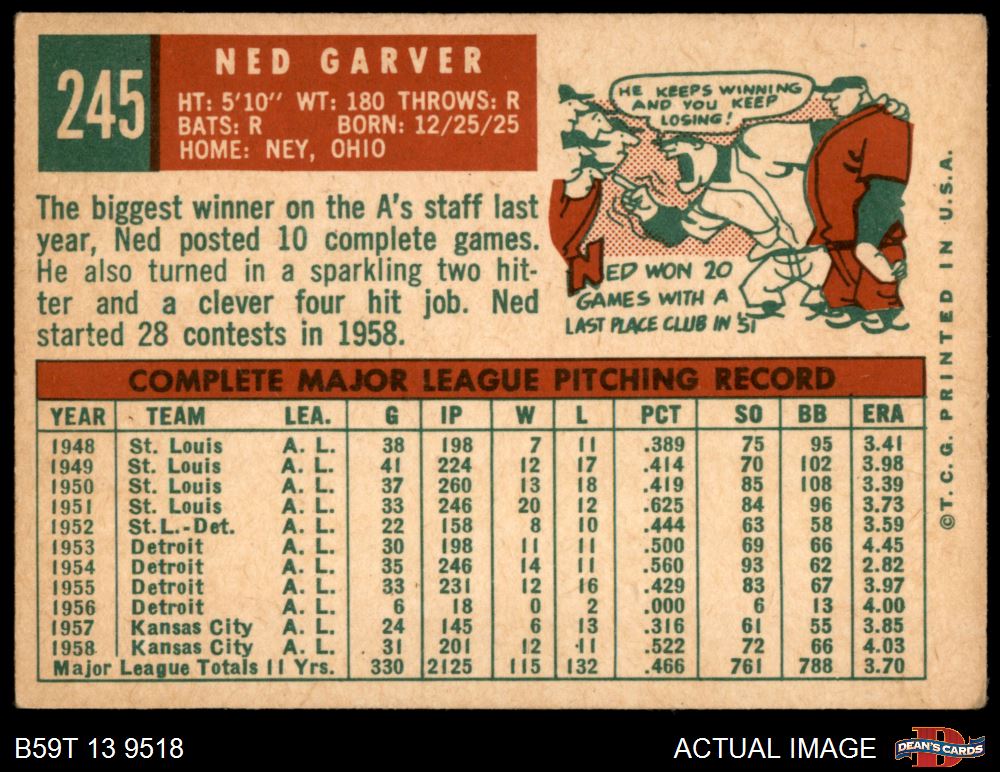 245
NED GARVER
HT: 5'10" WT: 180 THROWS: R
BATS: R BORN: 12/25/25
HOME: NEY, OHIO
The biggest winner on the A's staff last
year, Ned posted 10 complete games.
He also turned in a sparkling two hit-
ter and a clever four hit job. Ned
started 28 contests in 1958.
HE KEEPS WINNING
AND YOU KEEP
LOSING!
NED WON 20
GAMES WITH A
LAST PLACE CLUB IN '51
COMPLETE MAJOR LEAGUE PITCHING RECORD
YEAR TEAM LEA. G IP W L PCT SO BB ERA
1948 St. Louis A. L. 38 198 7 11 .389 75 95 3.41
1949 St. Louis A. L. 41 224 12 17 .414 70 102 3.98
1950 St. Louis A. L. 37 260 13 18 .419 85 108 3.39
1951 St. Louis A. L. 33 246 20 12 .625 84 96 3.73
1952 St.L.-Det. A. L. 22 158 8 10 .444 63 58 3.59
1953 Detroit A. L. 30 198 11 11 .500 69 66 4.45
1954 Detroit A. L. 35 246 14 11 .560 93 62 2.82
1955 Detroit A. L. 33 231 12 16 .429 83 67 3.97
1956 Detroit A. L. 6 18 0 2 .000 6 13 4.00
1957 Kansas City A. L. 24 145 6 13 .316 61 55 3.85
1958 Kansas City A. L. 31 201 12 11 .522 72 66 4.03
Major League Totals 11 Yrs. 330 2125 115 132 .466 761 788 3.70
©T.C.G. PRINTED IN U.S.A.
B59T 13 9518
ACTUAL IMAGE
DEAN'S CARDS